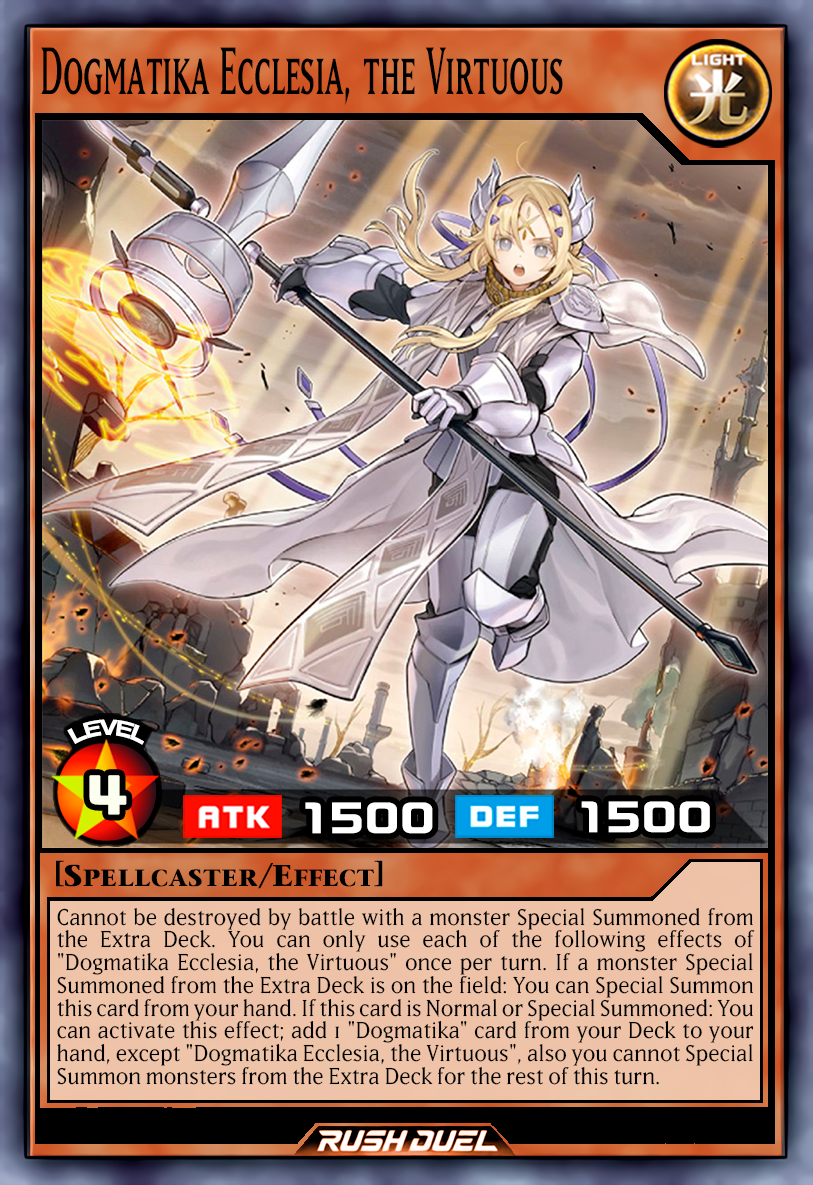 DOGMATIKA ECCLESIA, THE VIRTUOUS
LIGHT
光
LEVEL
4
ATK 1500 DEF 1500
[SPELLCASTER/EFFECT]
Cannot be destroyed by battle with a monster Special Summoned from
the Extra Deck. You can only use each of the following effects of
"Dogmatika Ecclesia, the Virtuous" once per turn. If a monster Special
Summoned from the Extra Deck is on the field: You can Special Summon
this card from your hand. If this card is Normal or Special Summoned: You
can activate this effect; add 1 "Dogmatika" card from your Deck to your
hand, except "Dogmatika Ecclesia, the Virtuous", also you cannot Special
Summon monsters from the Extra Deck for the rest of this turn.
RUSH DUEL